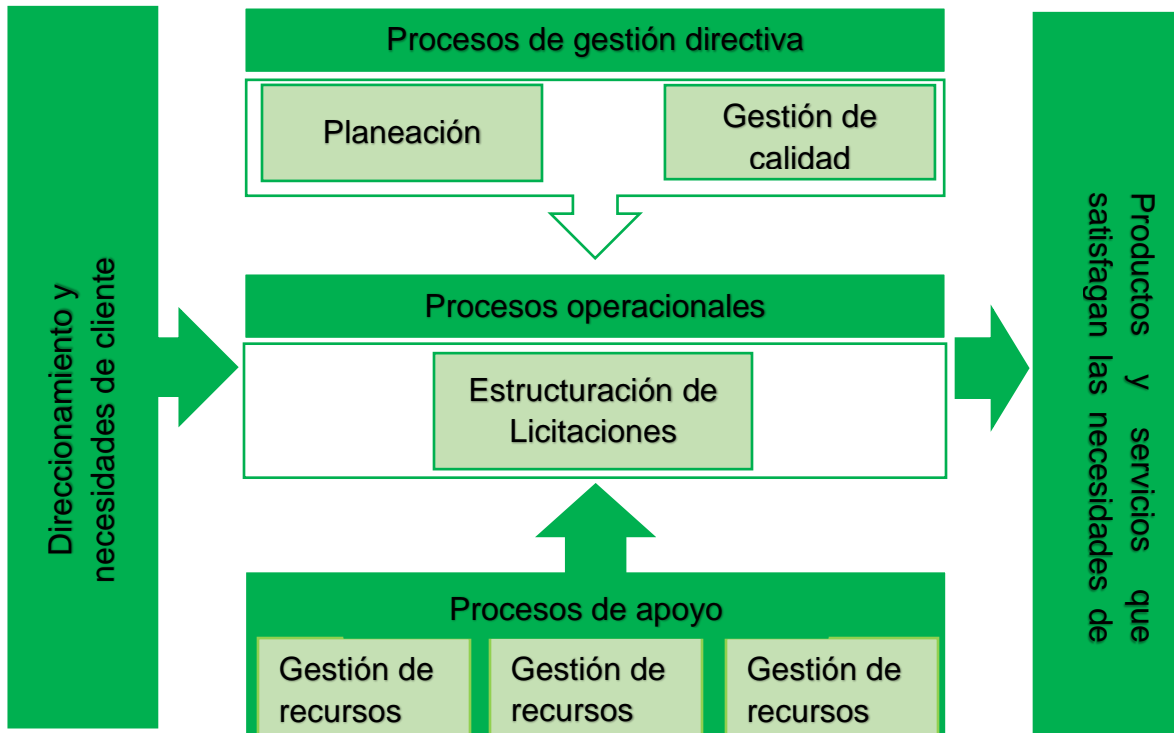 Procesos de gestión directiva
Planeación
Gestión de
calidad
Direccionamiento y
necesidades de cliente
Procesos operacionales
Estructuración de
Licitaciones
Productos y servicios que
satisfagan las necesidades de
Procesos de apoyo
Gestión de
recursos
Gestión de
recursos
Gestión de
recursos